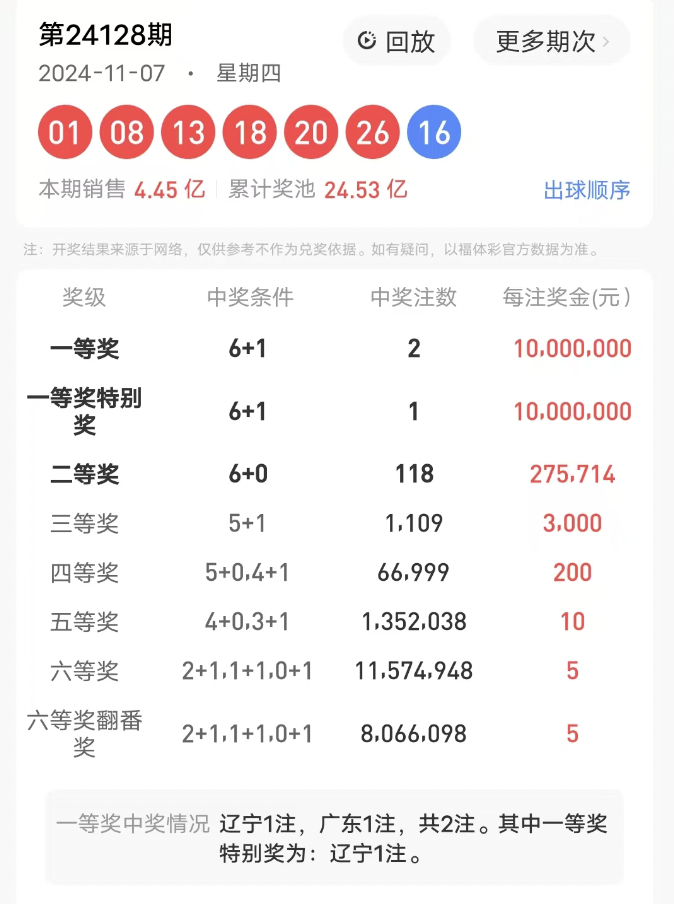 第24128期
回放
更多期次 ›
2024-11-07 · 星期四
01 08 13 18 20 26 16
本期销售 4.45 亿 累计奖池 24.53 亿 出球顺序
注：开奖结果来源于网络，仅供参考不作为兑奖依据。如有疑问，以福体彩官方数据为准。
奖级 中奖条件 中奖注数 每注奖金(元)
一等奖 6+1 2 10,000,000
一等奖特别
奖 6+1 1 10,000,000
二等奖 6+0 118 275,714
三等奖 5+1 1,109 3,000
四等奖 5+0,4+1 66,999 200
五等奖 4+0,3+1 1,352,038 10
六等奖 2+1,1+1,0+1 11,574,948 5
六等奖翻番
奖 2+1,1+1,0+1 8,066,098 5
一等奖中奖情况 辽宁1注，广东1注，共2注。其中一等奖
特别奖为：辽宁1注。